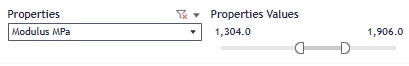 Properties
Properties Values
Modulus MPa
1,304.0
1,906.0